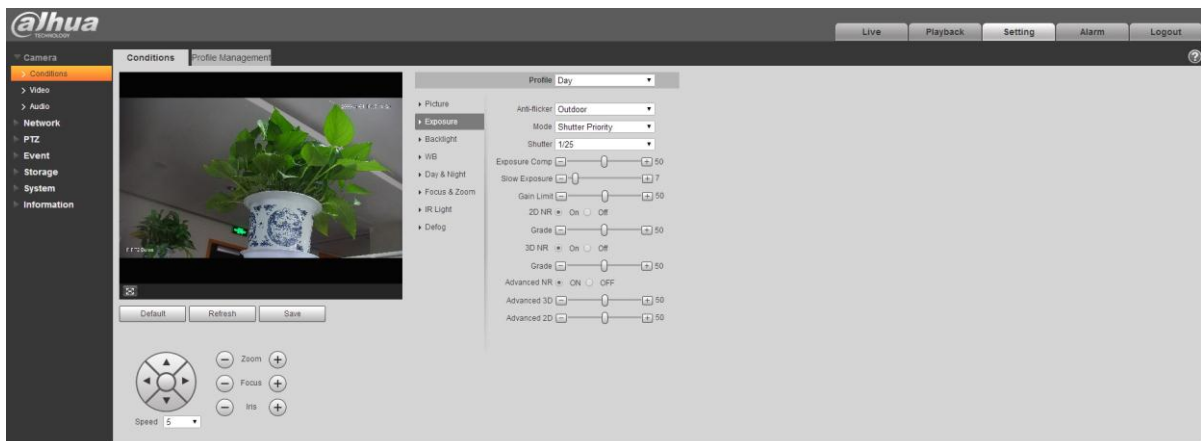 alhua
TECHNOLOGY
Live
Playback
Setting
Alarm
Logout
Camera
Conditions
Video
Audio
Network
PTZ
Event
Storage
System
Information
Conditions
Profile Management
Default
Refresh
Save
Zoom
Focus
Iris
Speed 5
Profile Day
Picture
Exposure
Backlight
WB
Day & Night
Focus & Zoom
IR Light
Defog
Anti-flicker Outdoor
Mode Shutter Priority
Shutter 1/25
Exposure Comp 50
Slow Exposure 7
Gain Limit 50
2D NR On Off
Grade 50
3D NR On Off
Grade 50
Advanced NR ON OFF
Advanced 3D 50
Advanced 2D 50